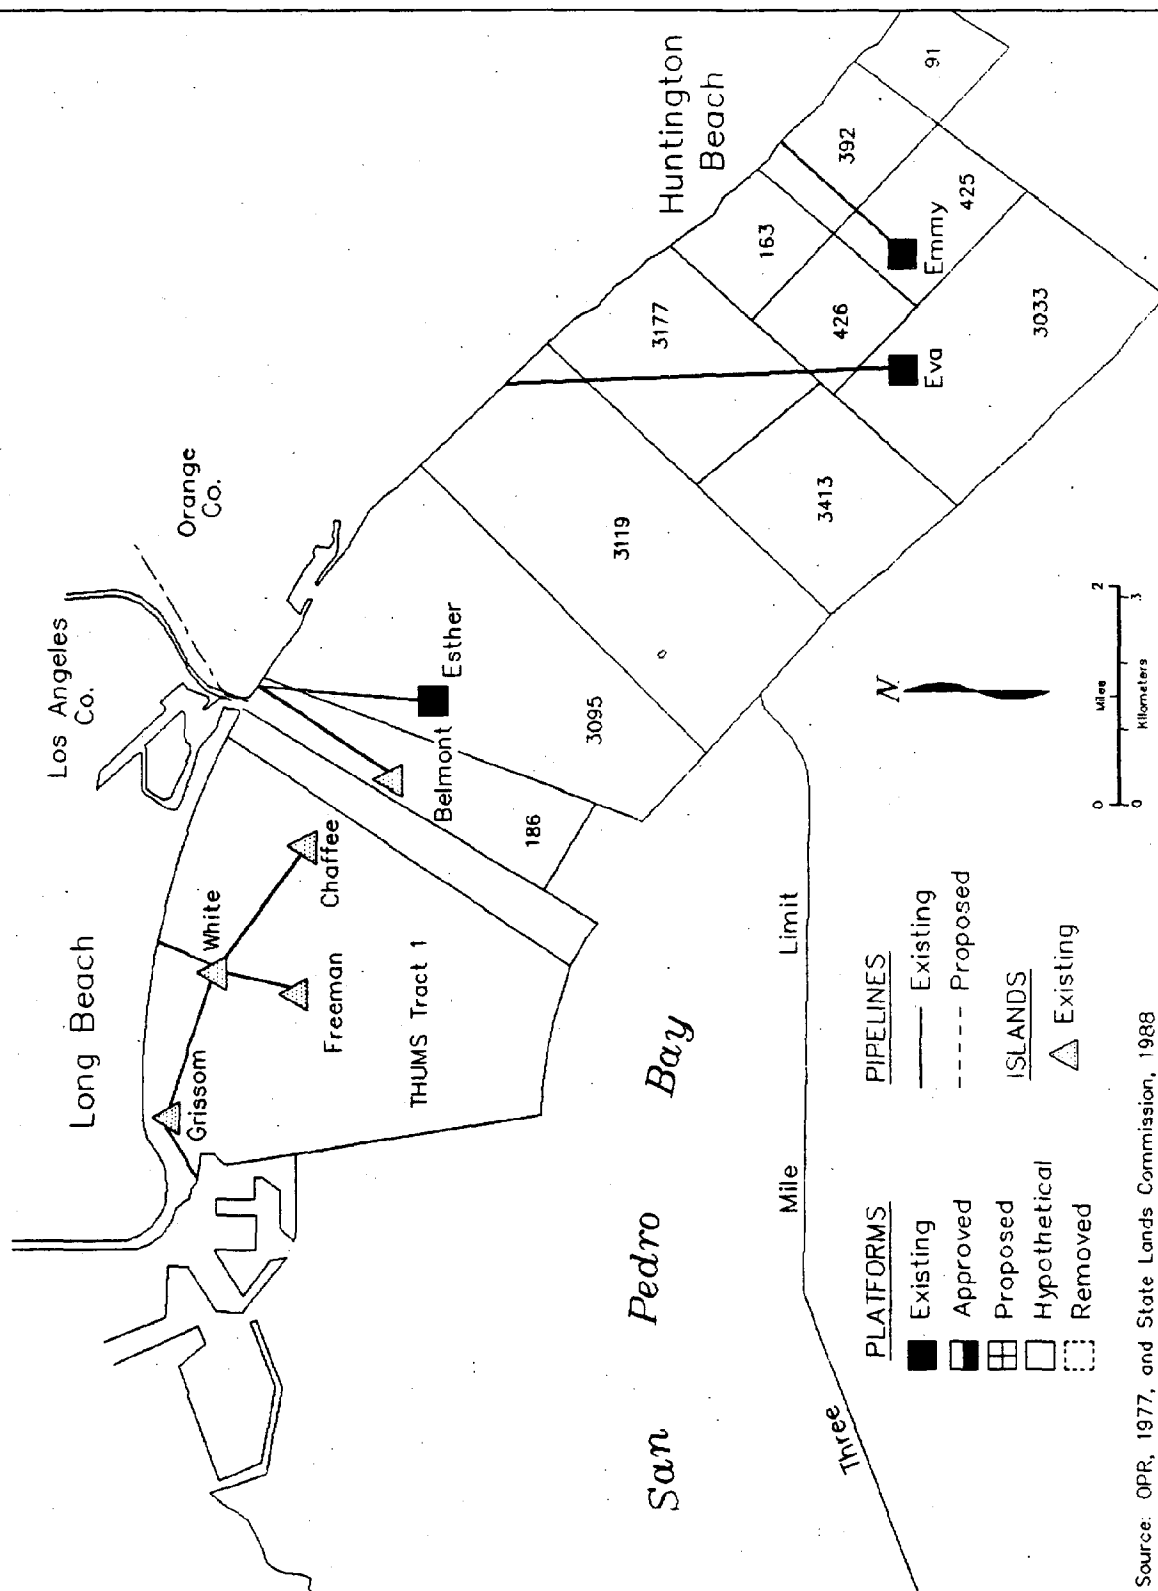 Long Beach
Los Angeles
Co.
Orange
Co.
Huntington
Beach
Grissom
White
Freeman
Chaffee
THUMS Tract 1
Belmont
Esther
186
3095
3119
3177
163
392
91
3413
426
425
3033
Eva
Emmy
San Pedro Bay
Three Mile Limit
N
PLATFORMS
Existing
Approved
Proposed
Hypothetical
Removed
PIPELINES
Existing
Proposed
ISLANDS
Existing
0 Miles 2
0 Kilometers 3
Source: OPR, 1977, and State Lands Commission, 1988